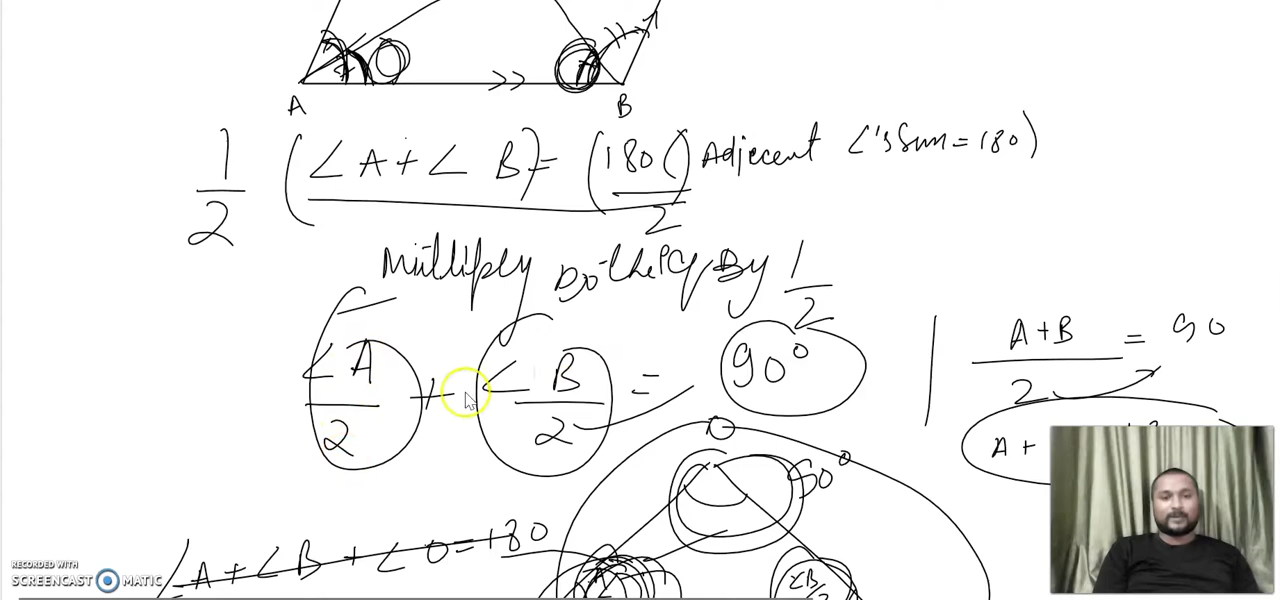 A B
1/2 (∠A + ∠ B) = (180()/2 Adjecent ∠'s Sum = 180)
Multiply By 1/2
∠A/2 + ∠B/2 = 90°
A+B/2 = 90
A +
O
90°
∠A + ∠B + ∠O = 180
∠B/2
RECORDED WITH
SCREENCAST MATIC